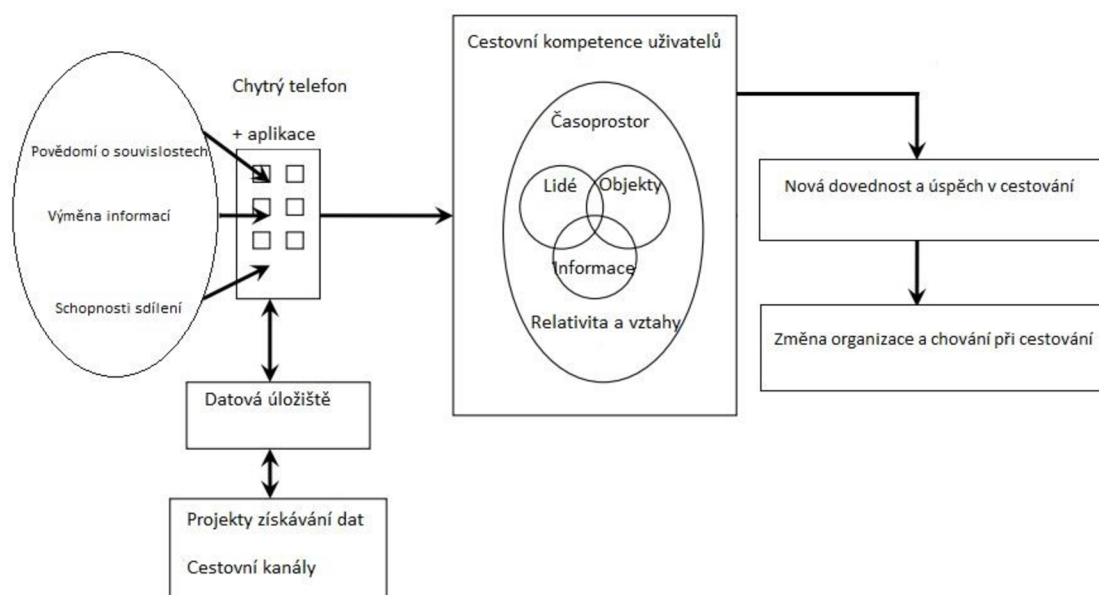 Povědomí o souvislostech
Výměna informací
Schopnosti sdílení
Chytrý telefon
+ aplikace
Datová úložiště
Projekty získávání dat
Cestovní kanály
Cestovní kompetence uživatelů
Časoprostor
Lidé
Objekty
Informace
Relativita a vztahy
Nová dovednost a úspěch v cestování
Změna organizace a chování při cestování